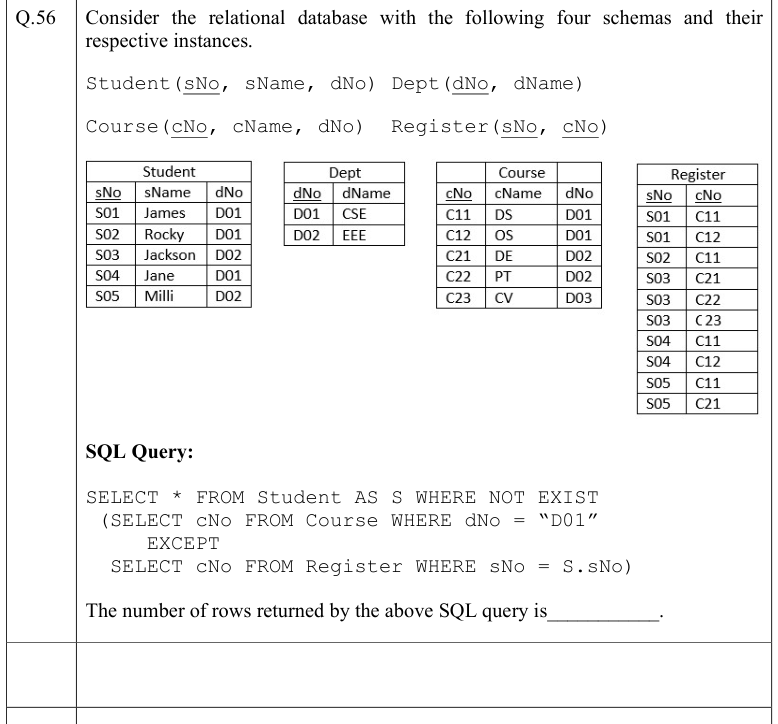 Q.56 Consider the relational database with the following four schemas and their
respective instances.
Student(sNo, sName, dNo) Dept(dNo, dName)
Course(cNo, cName, dNo) Register(sNo, cNo)
Student
sNo sName dNo
S01 James D01
S02 Rocky D01
S03 Jackson D02
S04 Jane D01
S05 Milli D02
Dept
dNo dName
D01 CSE
D02 EEE
Course
cNo cName dNo
C11 DS D01
C12 OS D01
C21 DE D02
C22 PT D02
C23 CV D03
Register
sNo cNo
S01 C11
S01 C12
S02 C11
S03 C21
S03 C22
S03 C23
S04 C11
S04 C12
S05 C11
S05 C21
SQL Query:
SELECT * FROM Student AS S WHERE NOT EXIST
(SELECT cNo FROM Course WHERE dNo = “D01”
EXCEPT
SELECT cNo FROM Register WHERE sNo = S.sNo)
The number of rows returned by the above SQL query is___________.